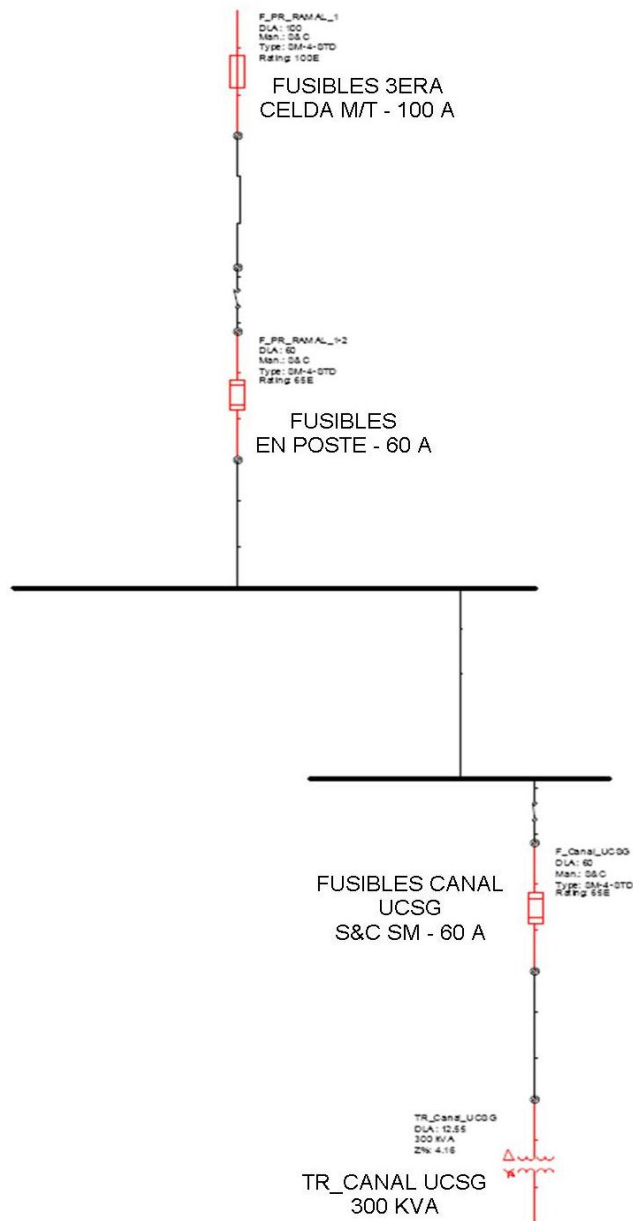 F_PR_RAMAL_1
DLA: 100
Man.: S&C
Type: SM-4-STD
Rating: 100E
FUSIBLES 3ERA
CELDA M/T - 100 A
F_PR_RAMAL_1-2
DLA: 60
Man.: S&C
Type: SM-4-STD
Rating: 65E
FUSIBLES
EN POSTE - 60 A
F_Canal_UCSG
DLA: 60
Man.: S&C
Type: SM-4-STD
Rating: 65E
FUSIBLES CANAL
UCSG
S&C SM - 60 A
TR_Canal_UCSG
DLA: 12.55
300 KVA
Z%: 4.16
TR_CANAL UCSG
300 KVA